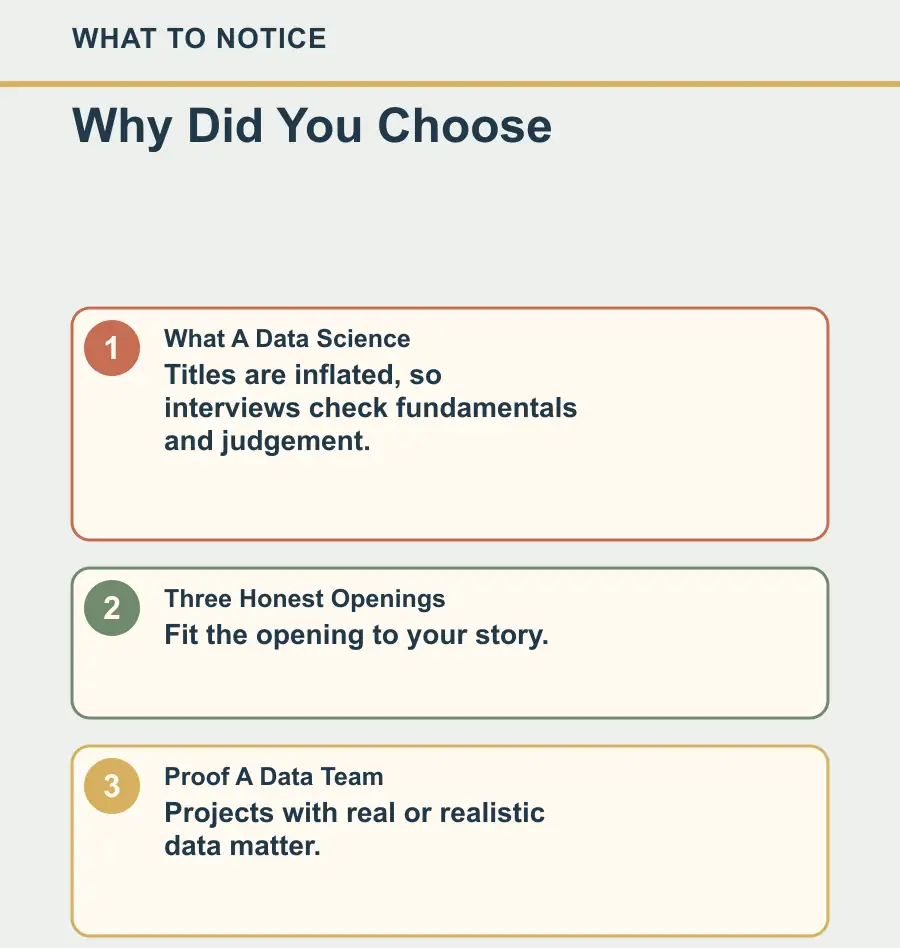 WHAT TO NOTICE
Why Did You Choose
1
What A Data Science
Titles are inflated, so
interviews check fundamentals
and judgement.
2
Three Honest Openings
Fit the opening to your story.
3
Proof A Data Team
Projects with real or realistic
data matter.